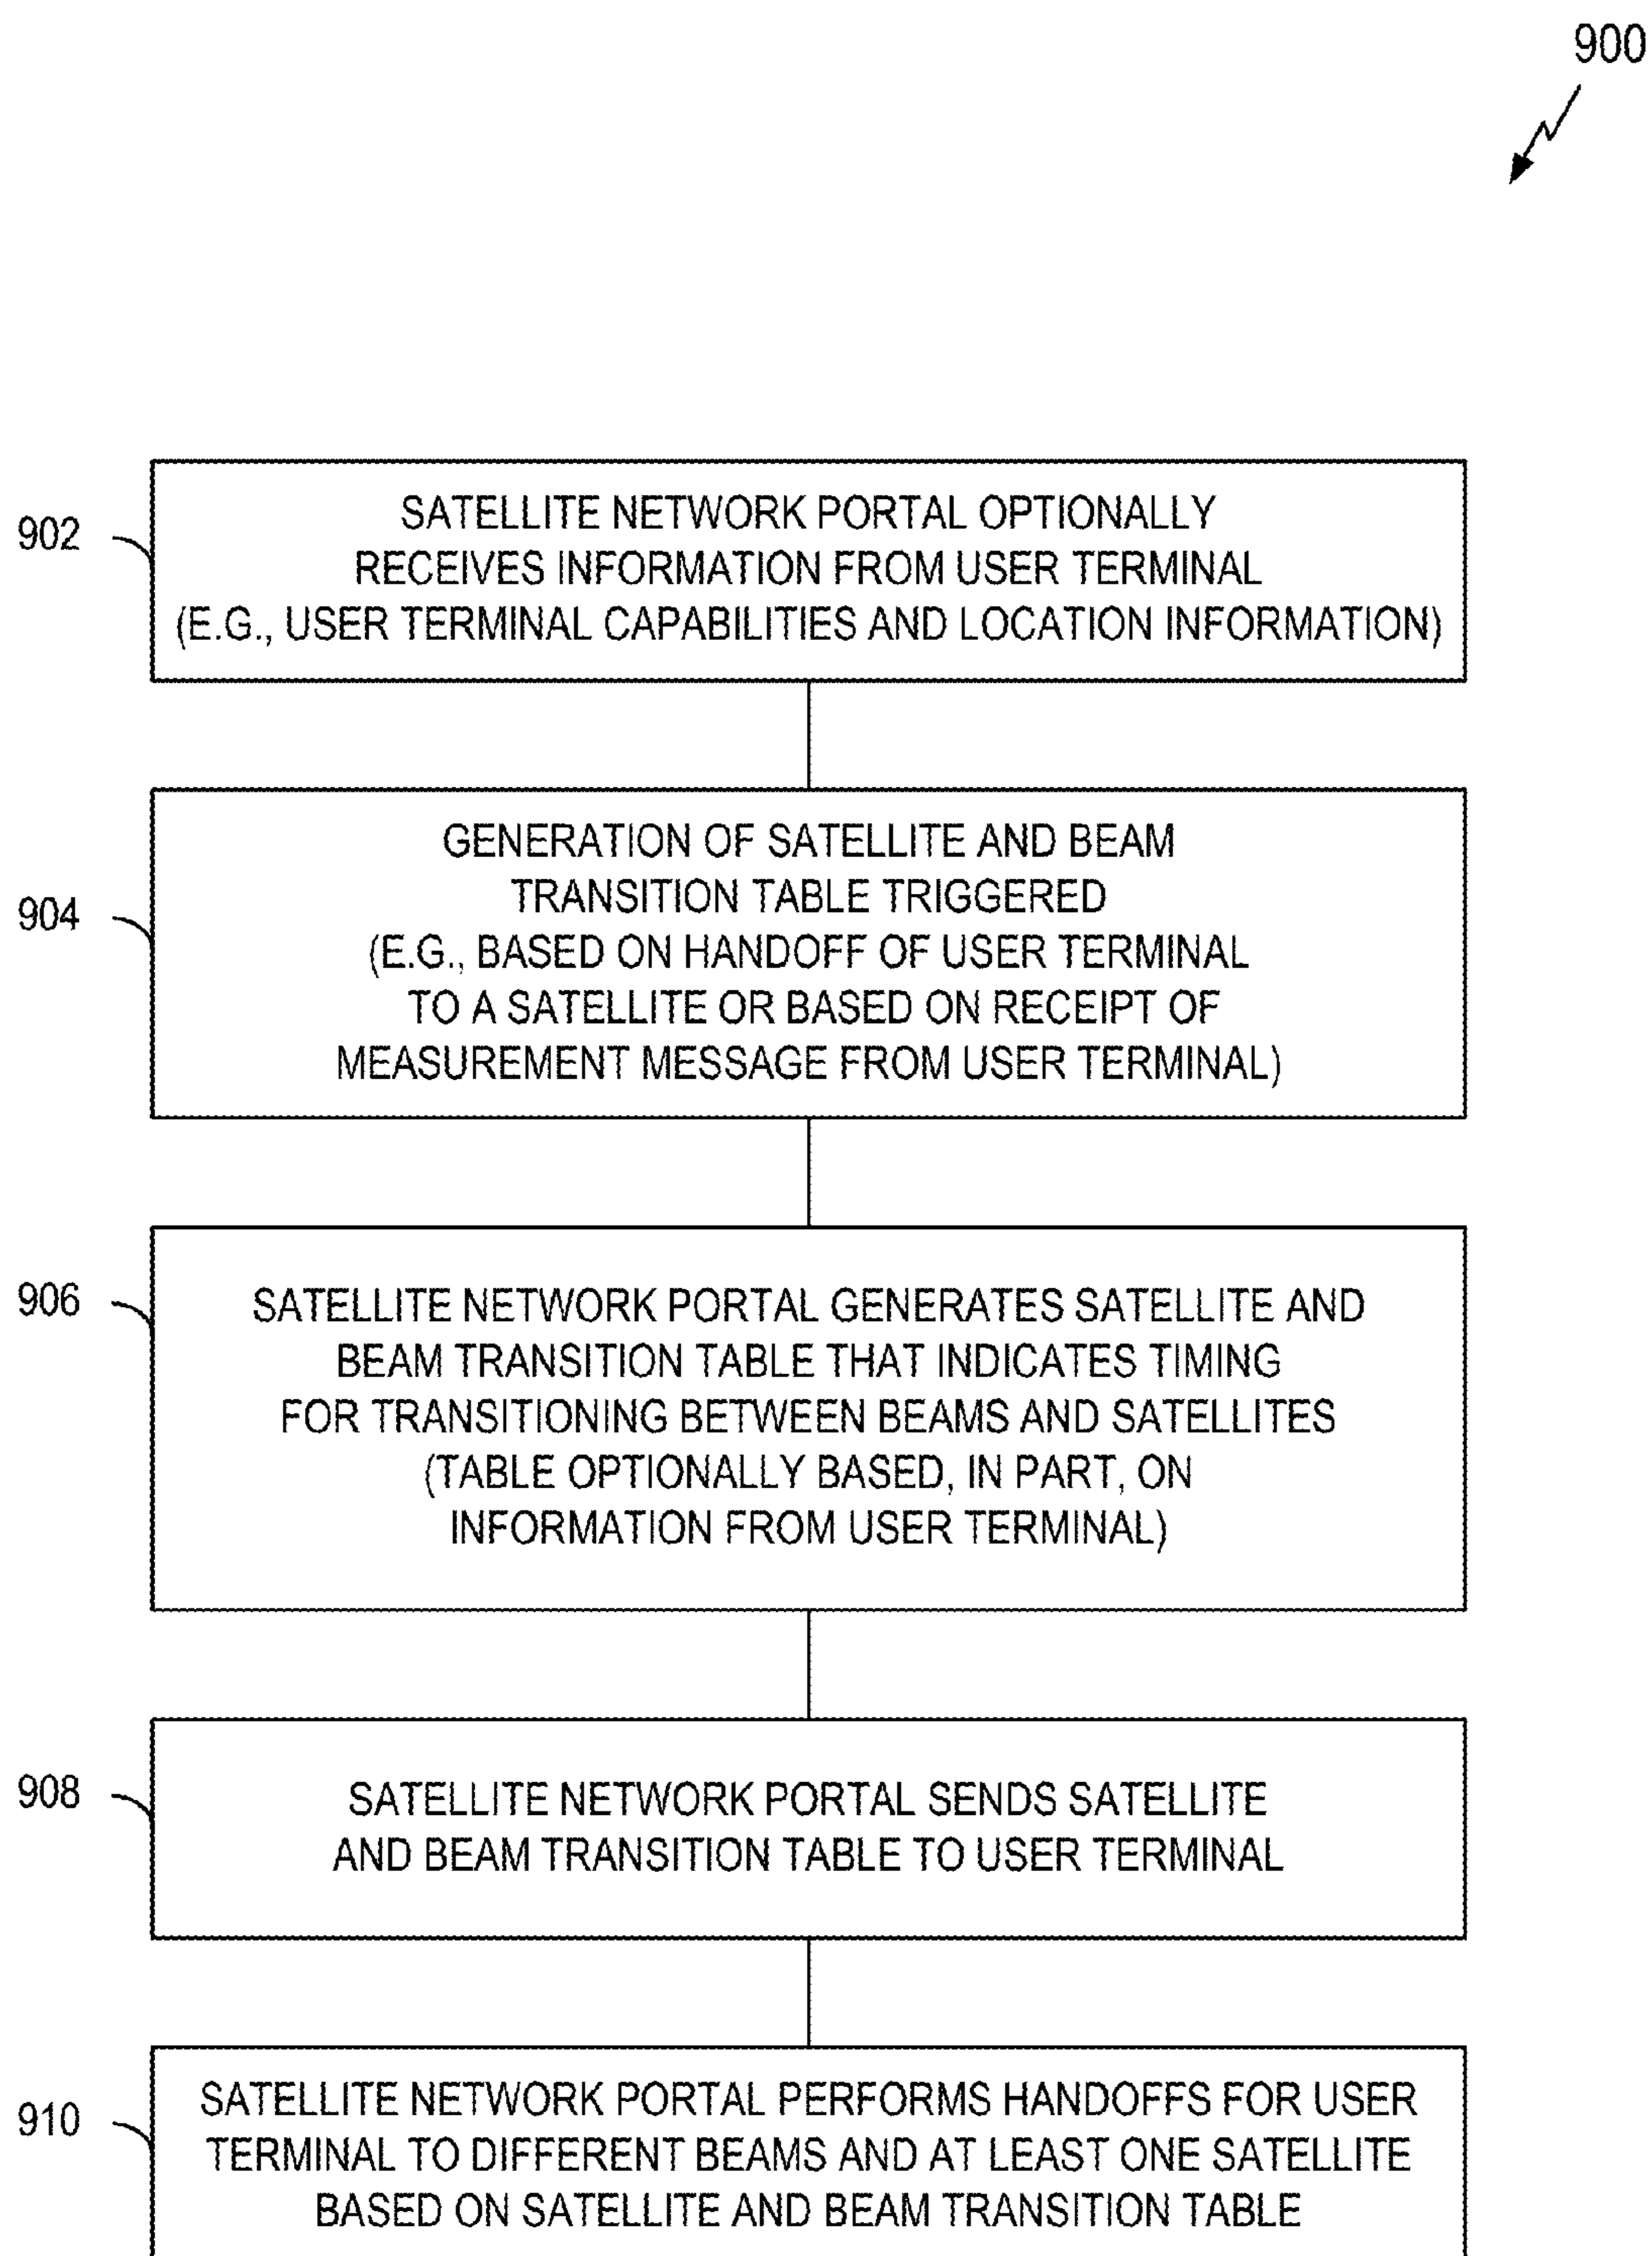 900
902
SATELLITE NETWORK PORTAL OPTIONALLY
RECEIVES INFORMATION FROM USER TERMINAL
(E.G., USER TERMINAL CAPABILITIES AND LOCATION INFORMATION)
904
GENERATION OF SATELLITE AND BEAM
TRANSITION TABLE TRIGGERED
(E.G., BASED ON HANDOFF OF USER TERMINAL
TO A SATELLITE OR BASED ON RECEIPT OF
MEASUREMENT MESSAGE FROM USER TERMINAL)
906
SATELLITE NETWORK PORTAL GENERATES SATELLITE AND
BEAM TRANSITION TABLE THAT INDICATES TIMING
FOR TRANSITIONING BETWEEN BEAMS AND SATELLITES
(TABLE OPTIONALLY BASED, IN PART, ON
INFORMATION FROM USER TERMINAL)
908
SATELLITE NETWORK PORTAL SENDS SATELLITE
AND BEAM TRANSITION TABLE TO USER TERMINAL
910
SATELLITE NETWORK PORTAL PERFORMS HANDOFFS FOR USER
TERMINAL TO DIFFERENT BEAMS AND AT LEAST ONE SATELLITE
BASED ON SATELLITE AND BEAM TRANSITION TABLE